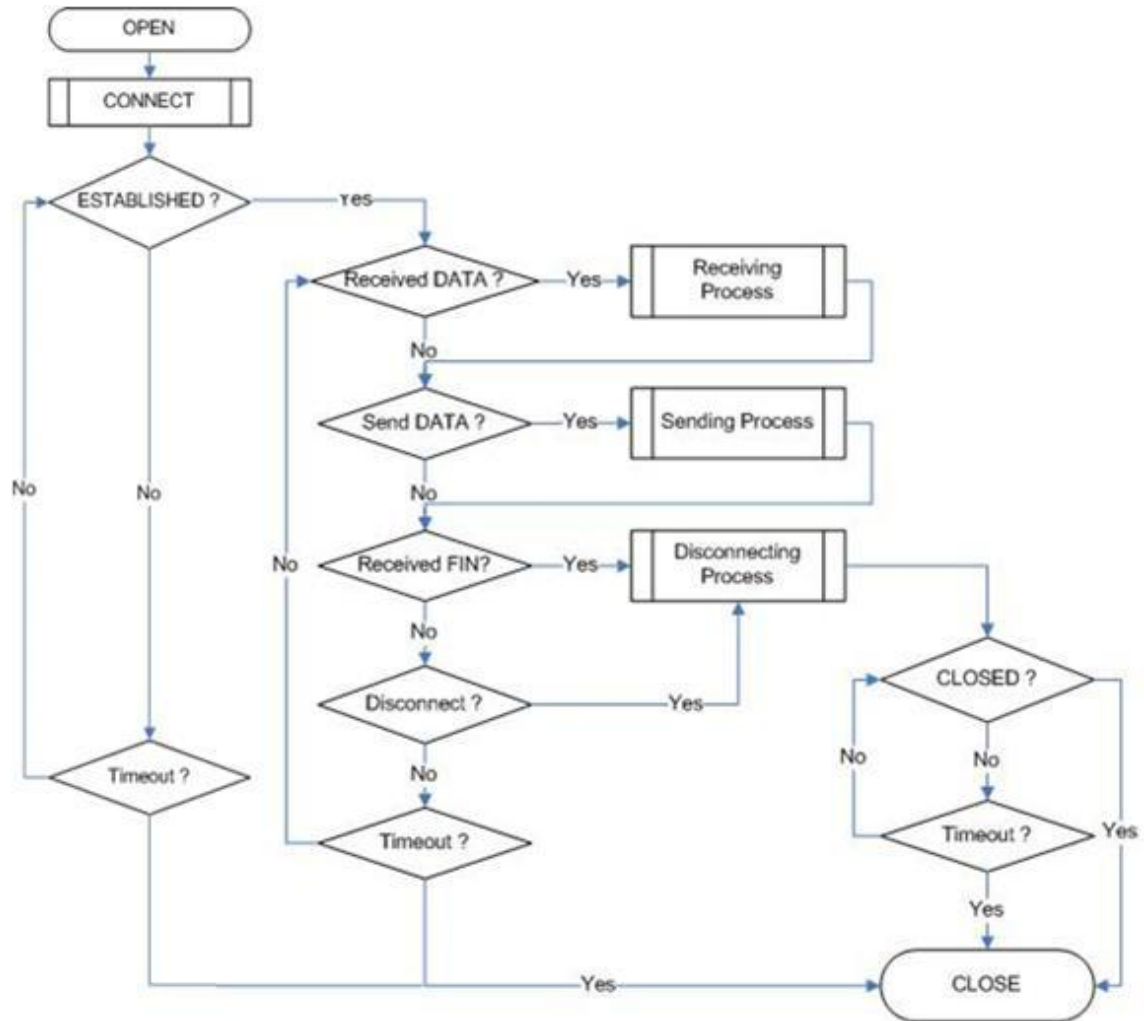 OPEN
CONNECT
ESTABLISHED ?
Yes
Received DATA ?
Yes
Receiving
Process
No
Send DATA ?
Yes
Sending Process
No
No
No
Received FIN?
Yes
Disconnecting
Process
No
No
Disconnect ?
Yes
CLOSED ?
No
No
No
Timeout ?
Timeout ?
Timeout ?
Yes
Yes
Yes
CLOSE